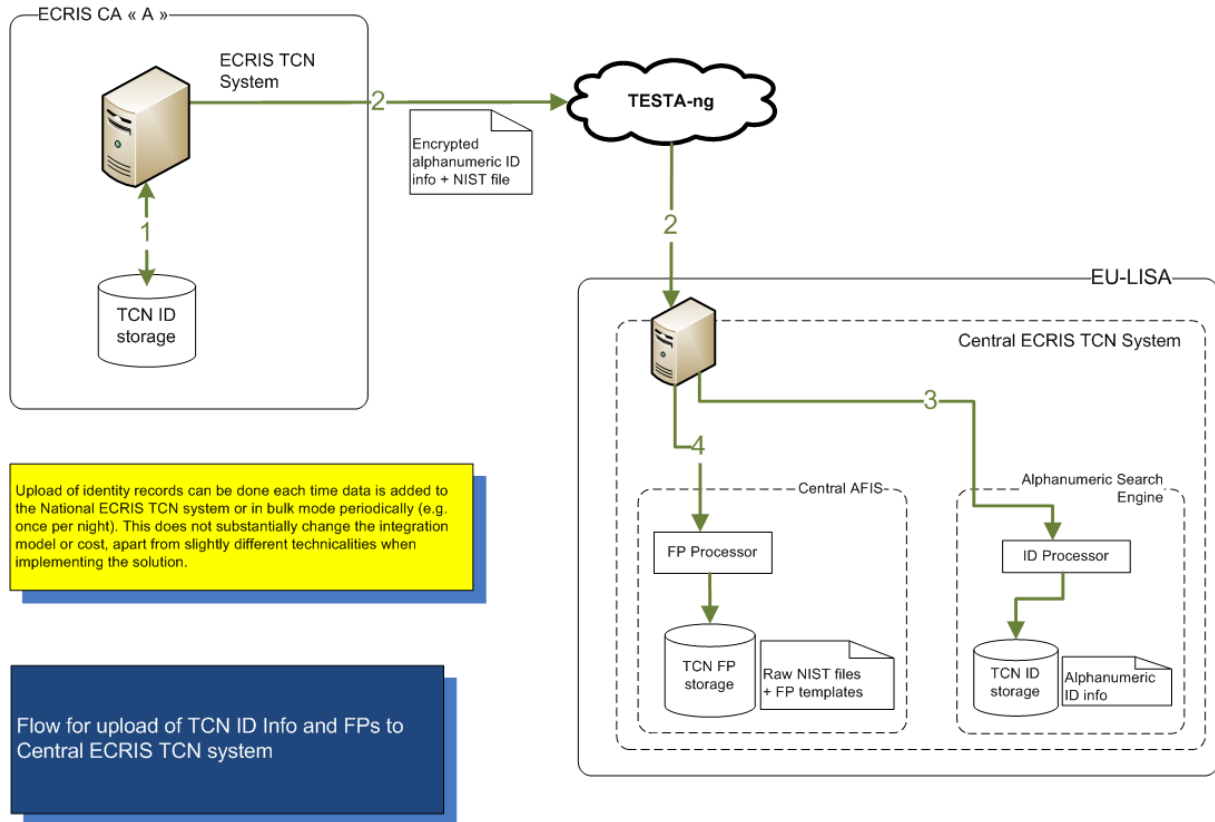 ECRIS CA « A »
ECRIS TCN
System
2
TESTA-ng
Encrypted
alphanumeric ID
info + NIST file
1
2
TCN ID
storage
EU-LISA
Central ECRIS TCN System
3
4
Upload of identity records can be done each time data is added to
the National ECRIS TCN system or in bulk mode periodically (e.g.
once per night). This does not substantially change the integration
model or cost, apart from slightly different technicalities when
implementing the solution.
Central AFIS
Alphanumeric Search
Engine
FP Processor
ID Processor
TCN FP
storage
Raw NIST files
+ FP templates
TCN ID
storage
Alphanumeric
ID info
Flow for upload of TCN ID Info and FPs to
Central ECRIS TCN system